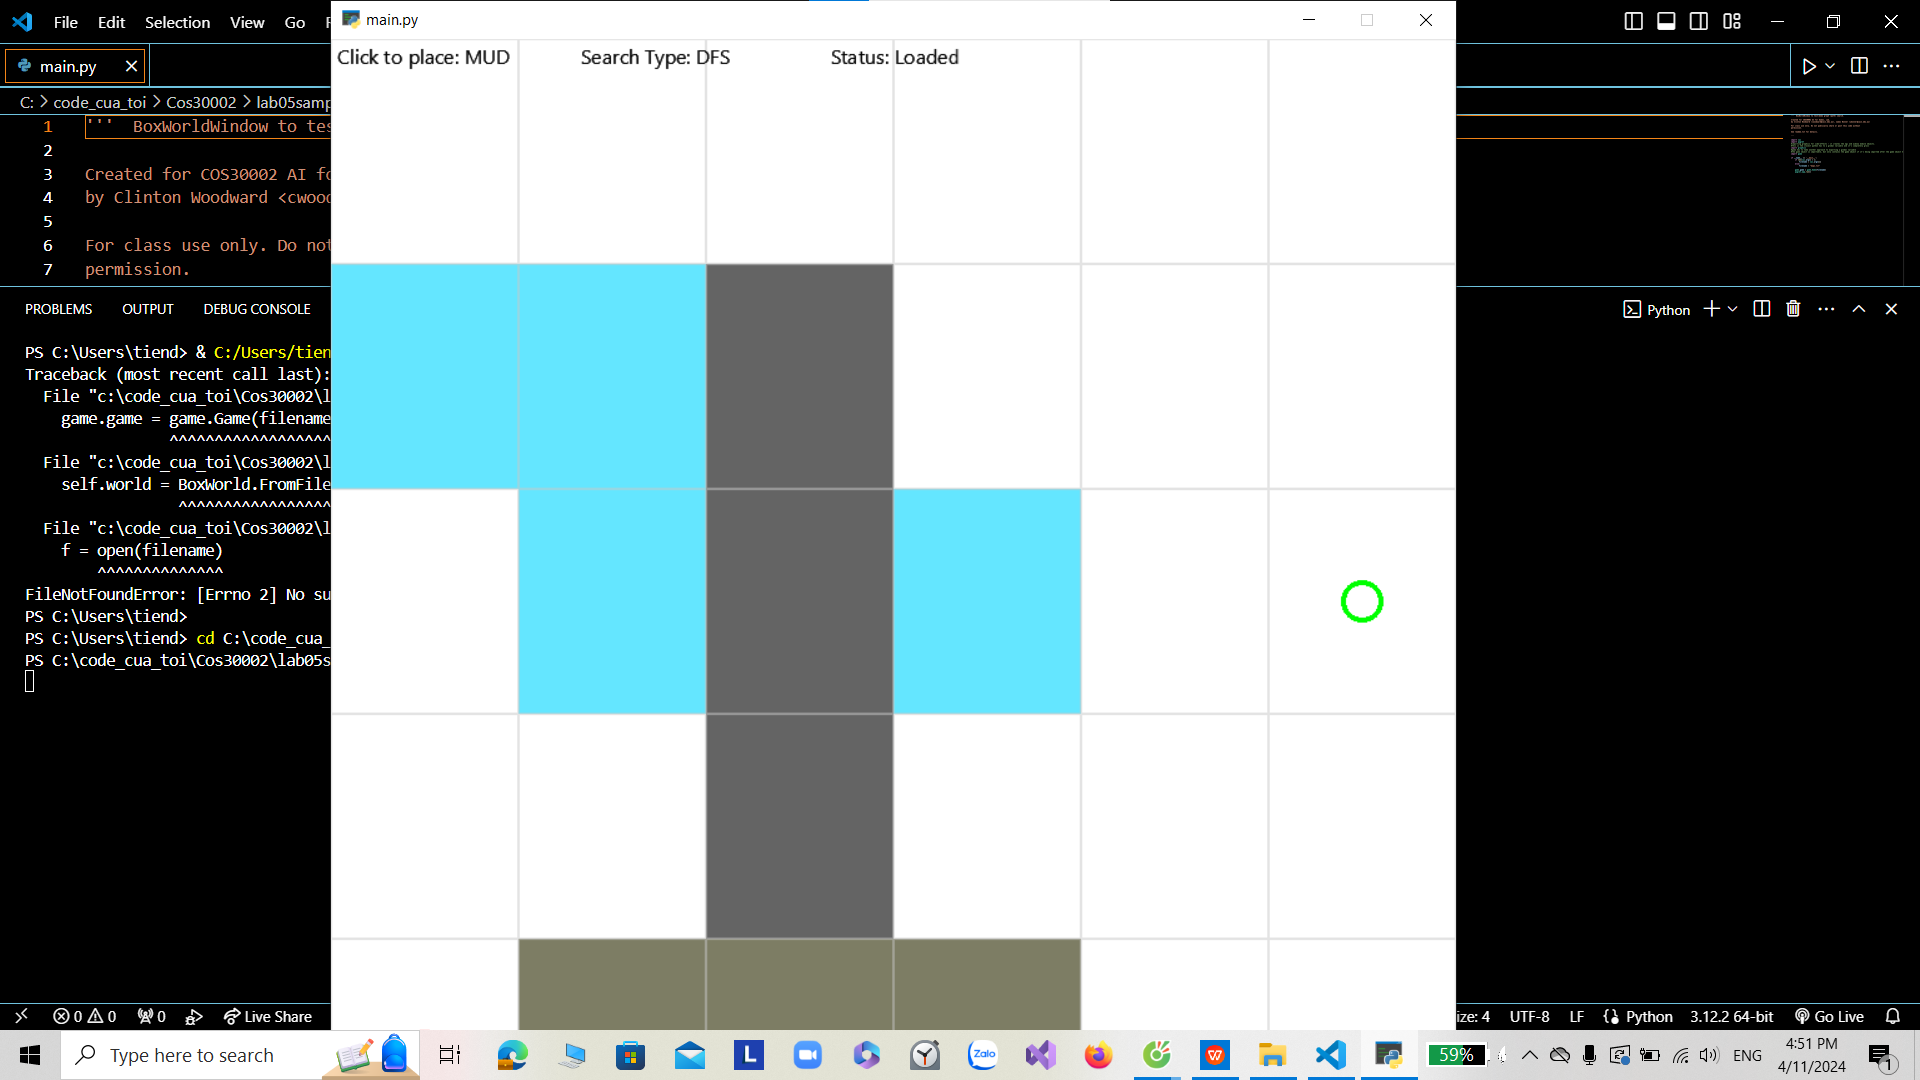 File Edit Selection View Go
main.py
main.py
C: > code_cua_toi > Cos30002 > lab05samp
Click to place: MUD Search Type: DFS Status: Loaded
1 ''' BoxWorldWindow to tes
2
3 Created for COS30002 AI fo
4 by Clinton Woodward <cwood
5
6 For class use only. Do not
7 permission.
PROBLEMS OUTPUT DEBUG CONSOLE
Python
PS C:\Users\tiend> & C:/Users/tien
Traceback (most recent call last):
File "c:\code_cua_toi\Cos30002\l
game.game = game.Game(filename
^^^^^^^^^^^^^^^^^^
File "c:\code_cua_toi\Cos30002\l
self.world = BoxWorld.FromFile
^^^^^^^^^^^^^^^^^
File "c:\code_cua_toi\Cos30002\l
f = open(filename)
^^^^^^^^^^^^^^
FileNotFoundError: [Errno 2] No su
PS C:\Users\tiend>
PS C:\Users\tiend> cd C:\code_cua_
PS C:\code_cua_toi\Cos30002\lab05s
0 0 0 Live Share
ize: 4 UTF-8 LF Python 3.12.2 64-bit Go Live
Type here to search
L
Zalo
59%
ENG
4:51 PM
4/11/2024
1